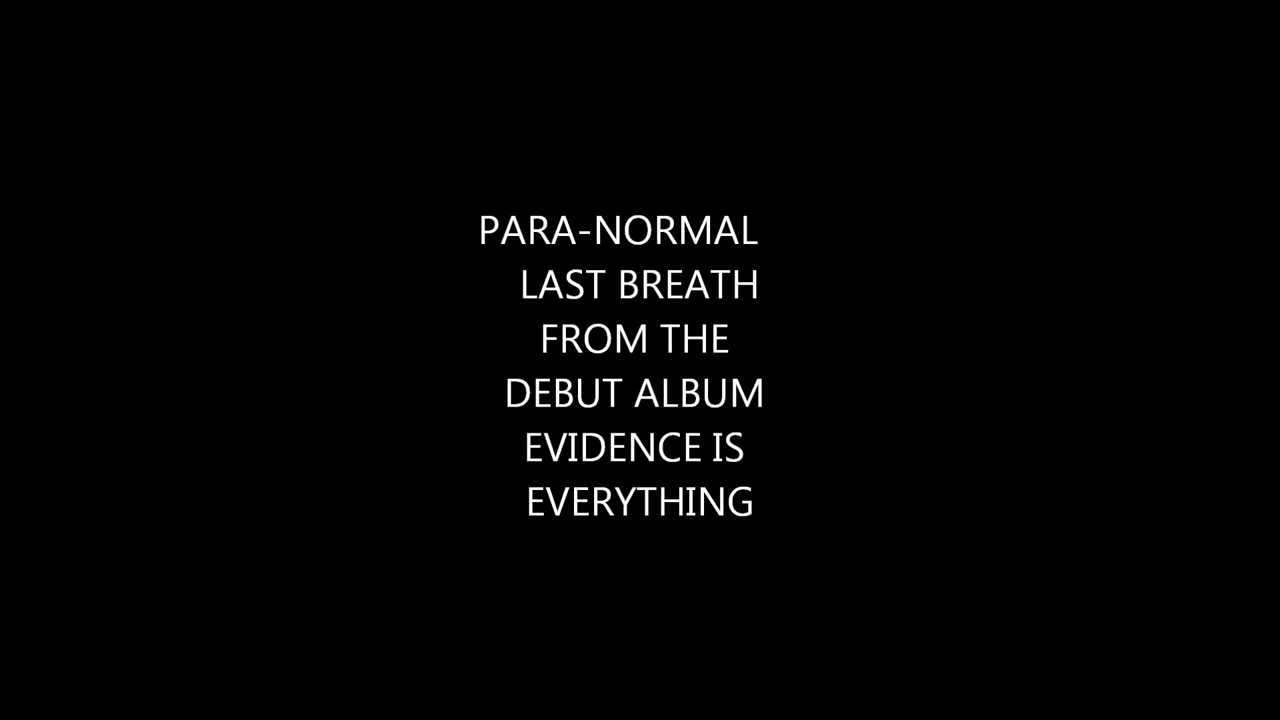 PARA-NORMAL
LAST BREATH
FROM THE
DEBUT ALBUM
EVIDENCE IS
EVERYTHING